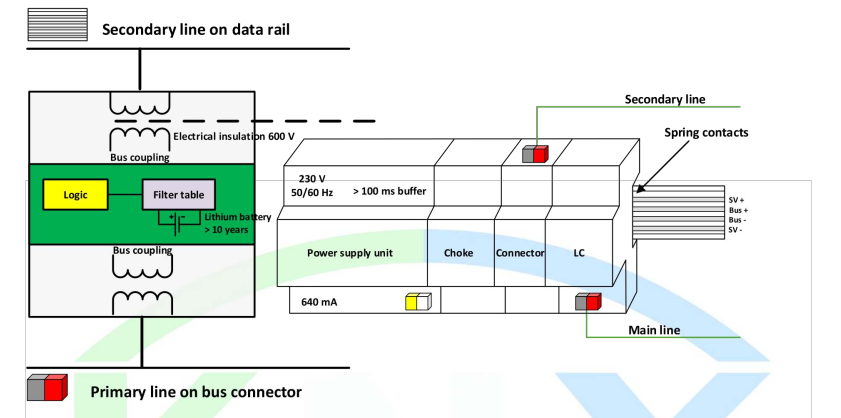 Secondary line on data rail
Electrical insulation 600 V
Bus coupling
Logic
Filter table
Lithium battery
> 10 years
+ -
Bus coupling
Primary line on bus connector
Secondary line
Spring contacts
230 V
50/60 Hz
> 100 ms buffer
SV +
Bus +
Bus -
SV -
Power supply unit
Choke
Connector
LC
640 mA
Main line